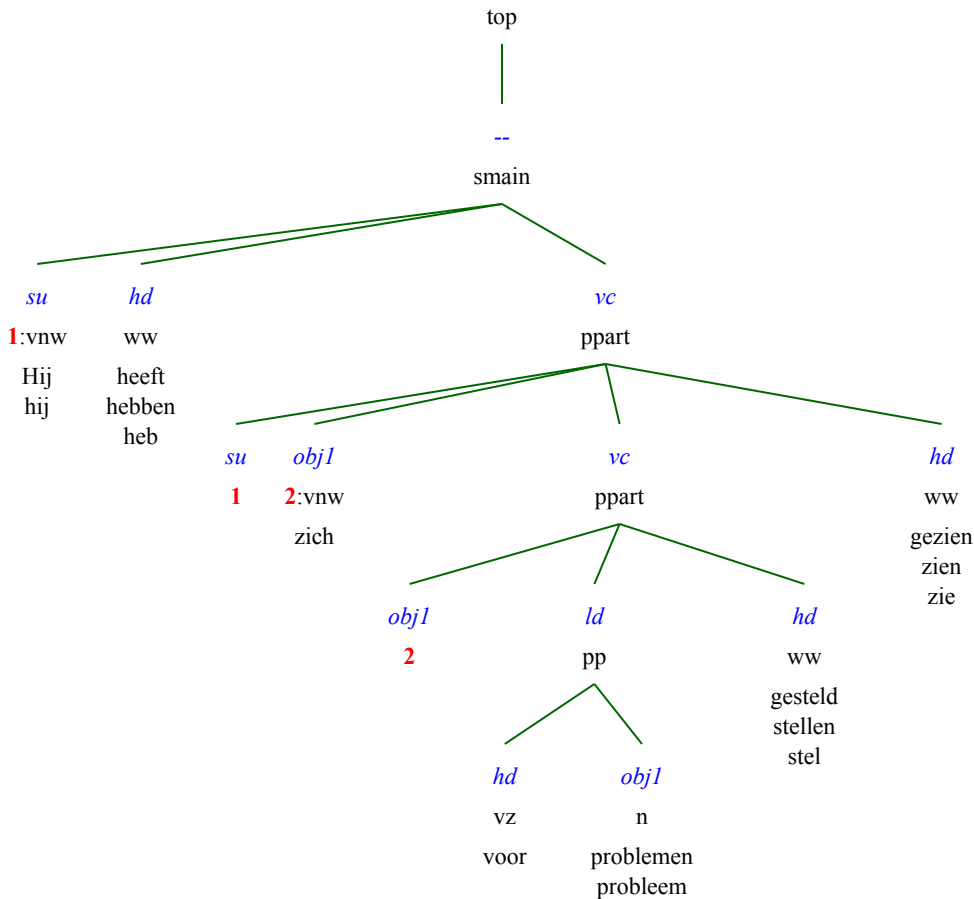 top
--
smain
su hd vc
1:vnw ww ppart
Hij heeft
hij hebben
heb
su obj1 vc hd
1 2:vnw ppart ww
zich gezien
zien
zie
obj1 ld hd
2 pp ww
gesteld
stellen
stel
hd obj1
vz n
voor problemen
probleem